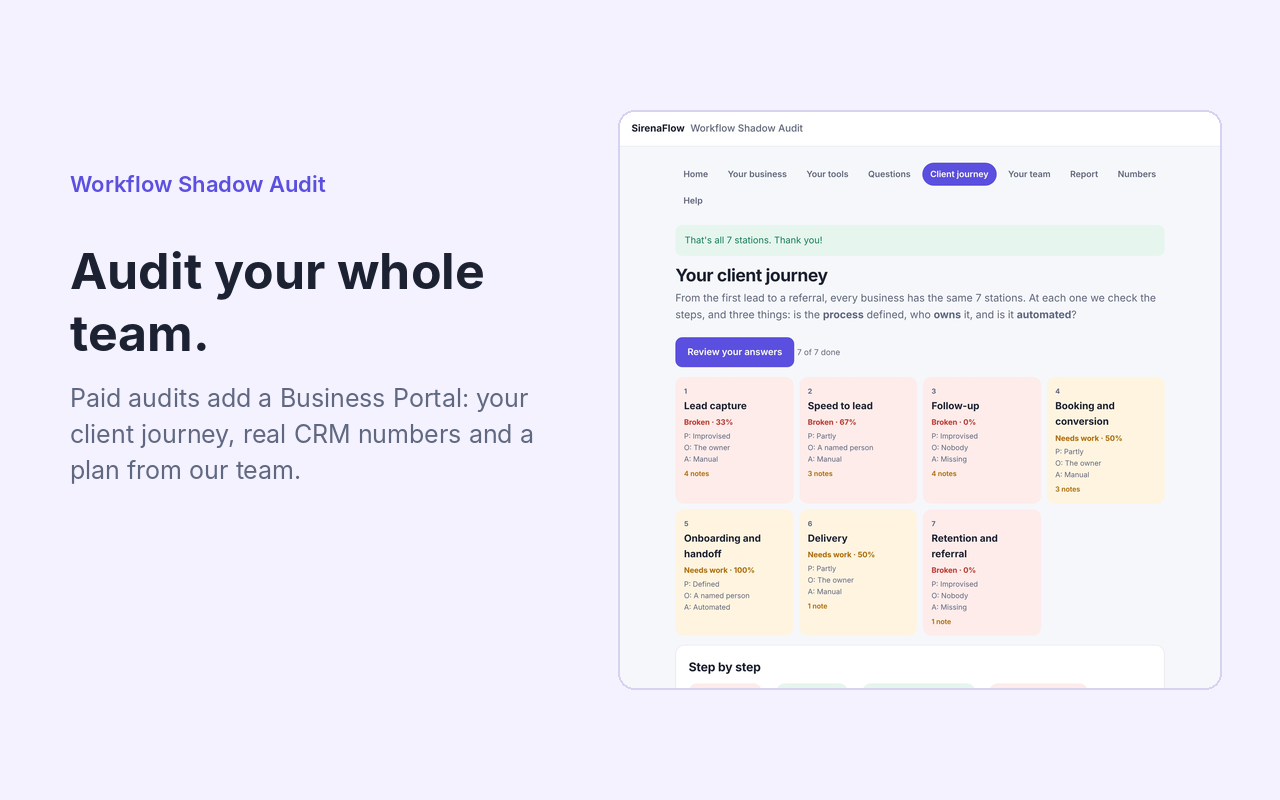 Workflow Shadow Audit
Audit your whole
team.
Paid audits add a Business Portal: your
client journey, real CRM numbers and a
plan from our team.
SirenaFlow Workflow Shadow Audit
Home Your business Your tools Questions Client journey Your team Report Numbers
Help
That's all 7 stations. Thank you!
Your client journey
From the first lead to a referral, every business has the same 7 stations. At each one we check the
steps, and three things: is the process defined, who owns it, and is it automated?
Review your answers 7 of 7 done
1
Lead capture
Broken · 33%
P: Improvised
O: The owner
A: Manual
4 notes
2
Speed to lead
Broken · 67%
P: Partly
O: A named person
A: Manual
3 notes
3
Follow-up
Broken · 0%
P: Improvised
O: Nobody
A: Missing
4 notes
4
Booking and
conversion
Needs work · 50%
P: Partly
O: The owner
A: Manual
3 notes
5
Onboarding and
handoff
Needs work · 100%
P: Defined
O: A named person
A: Automated
6
Delivery
Needs work · 50%
P: Partly
O: The owner
A: Manual
1 note
7
Retention and
referral
Broken · 0%
P: Improvised
O: Nobody
A: Missing
1 note
Step by step